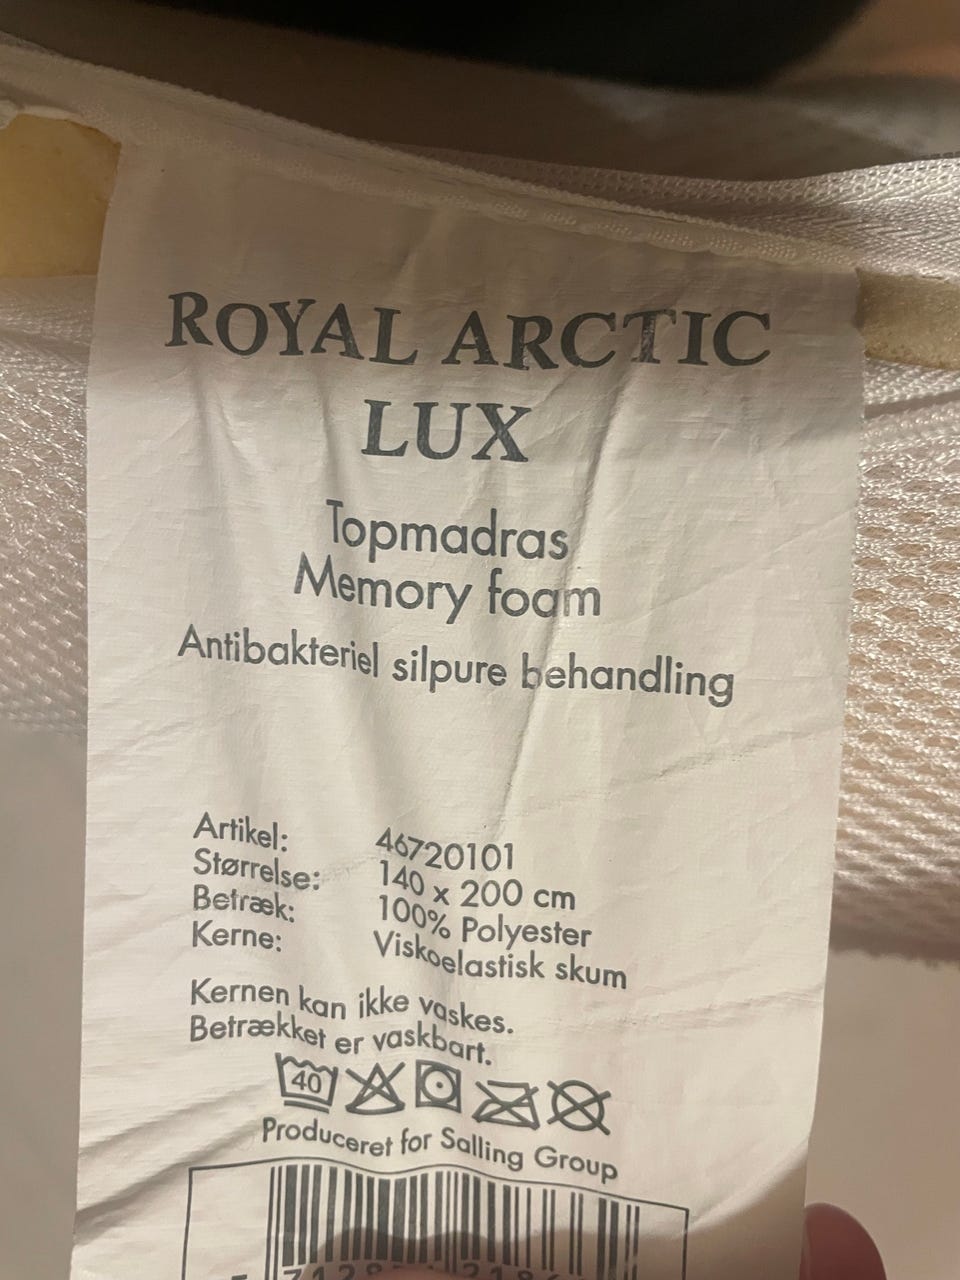 ROYAL ARCTIC
LUX
Topmadras
Memory foam
Antibakteriel silpure behandling
Artikel: 46720101
Størrelse: 140 x 200 cm
Betræk: 100% Polyester
Kerne: Viskoelastisk skum
Kernen kan ikke vaskes.
Betrækket er vaskbart.
40
Produceret for Salling Group